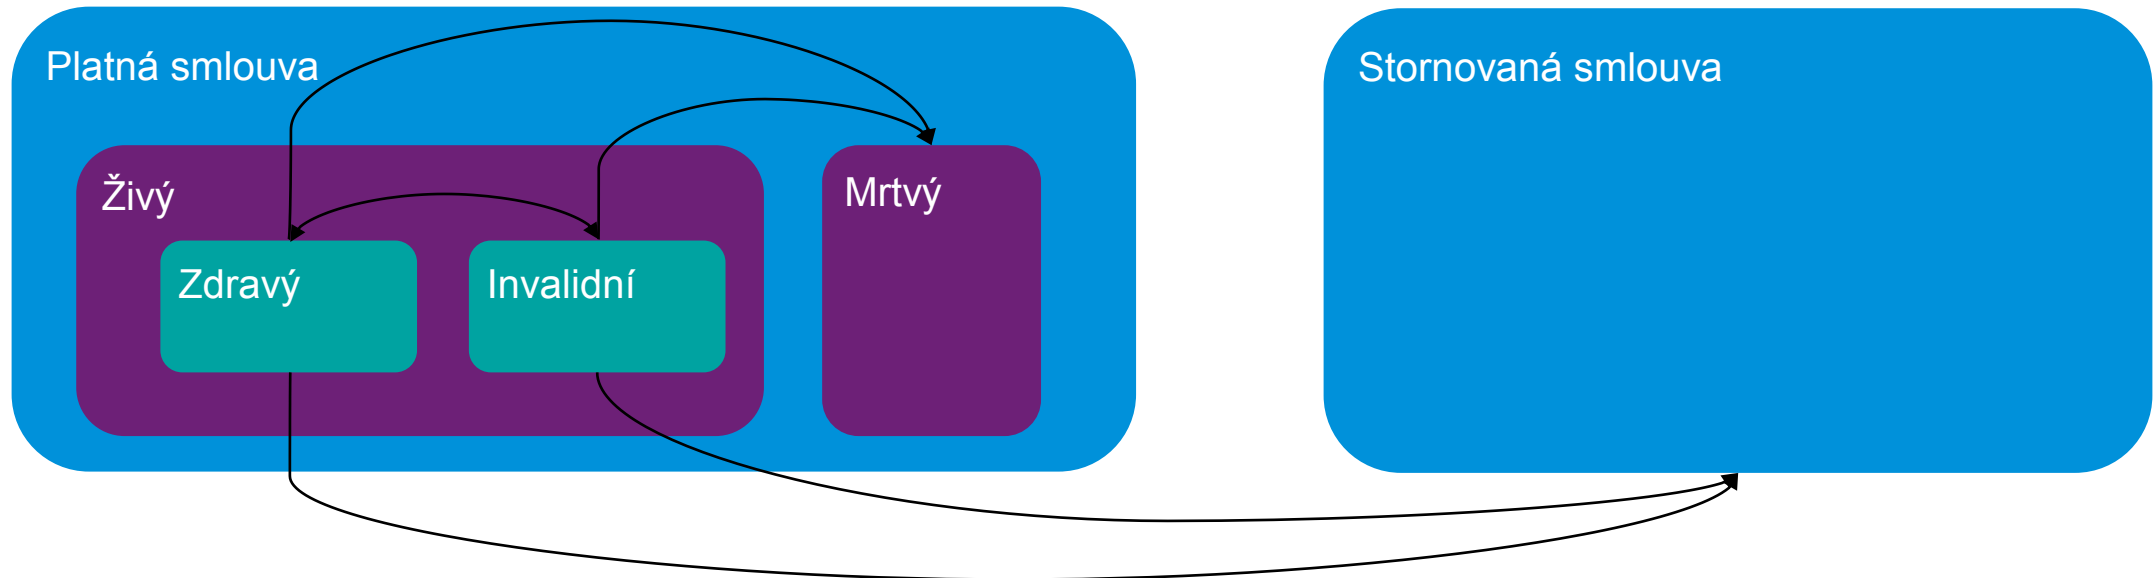 Platná smlouva
Stornovaná smlouva
Živý
Mrtvý
Zdravý
Invalidní